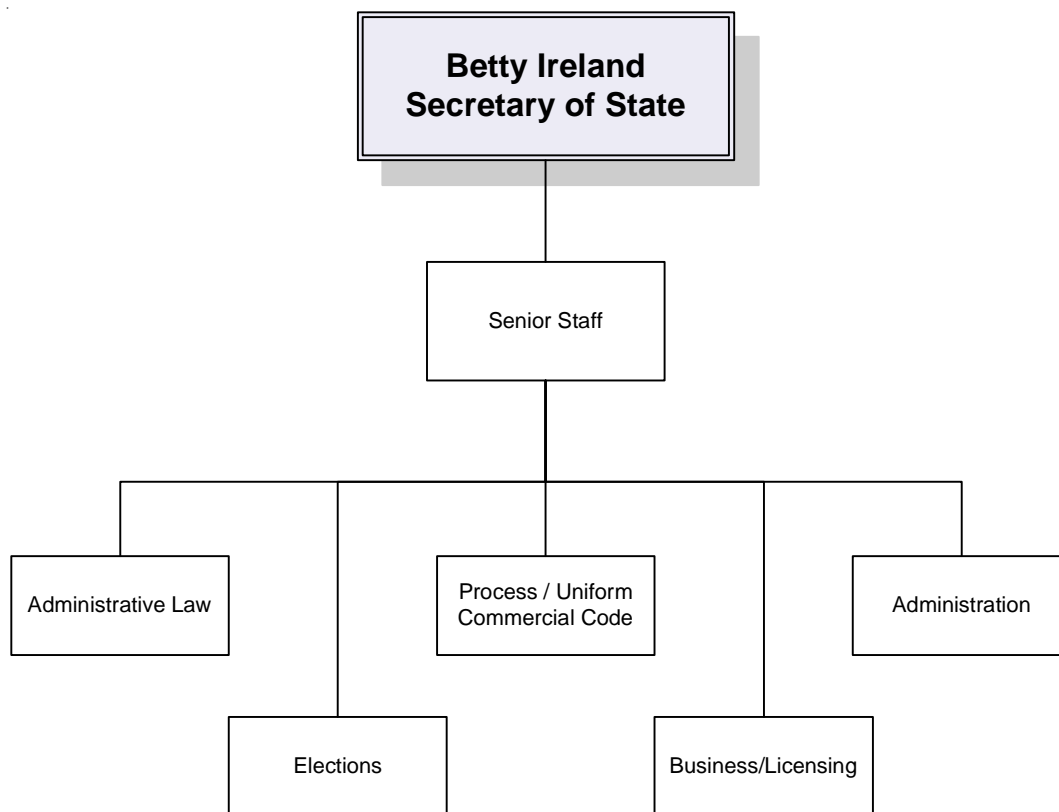 Betty Ireland
Secretary of State
Senior Staff
Administrative Law
Process / Uniform
Commercial Code
Administration
Elections
Business/Licensing